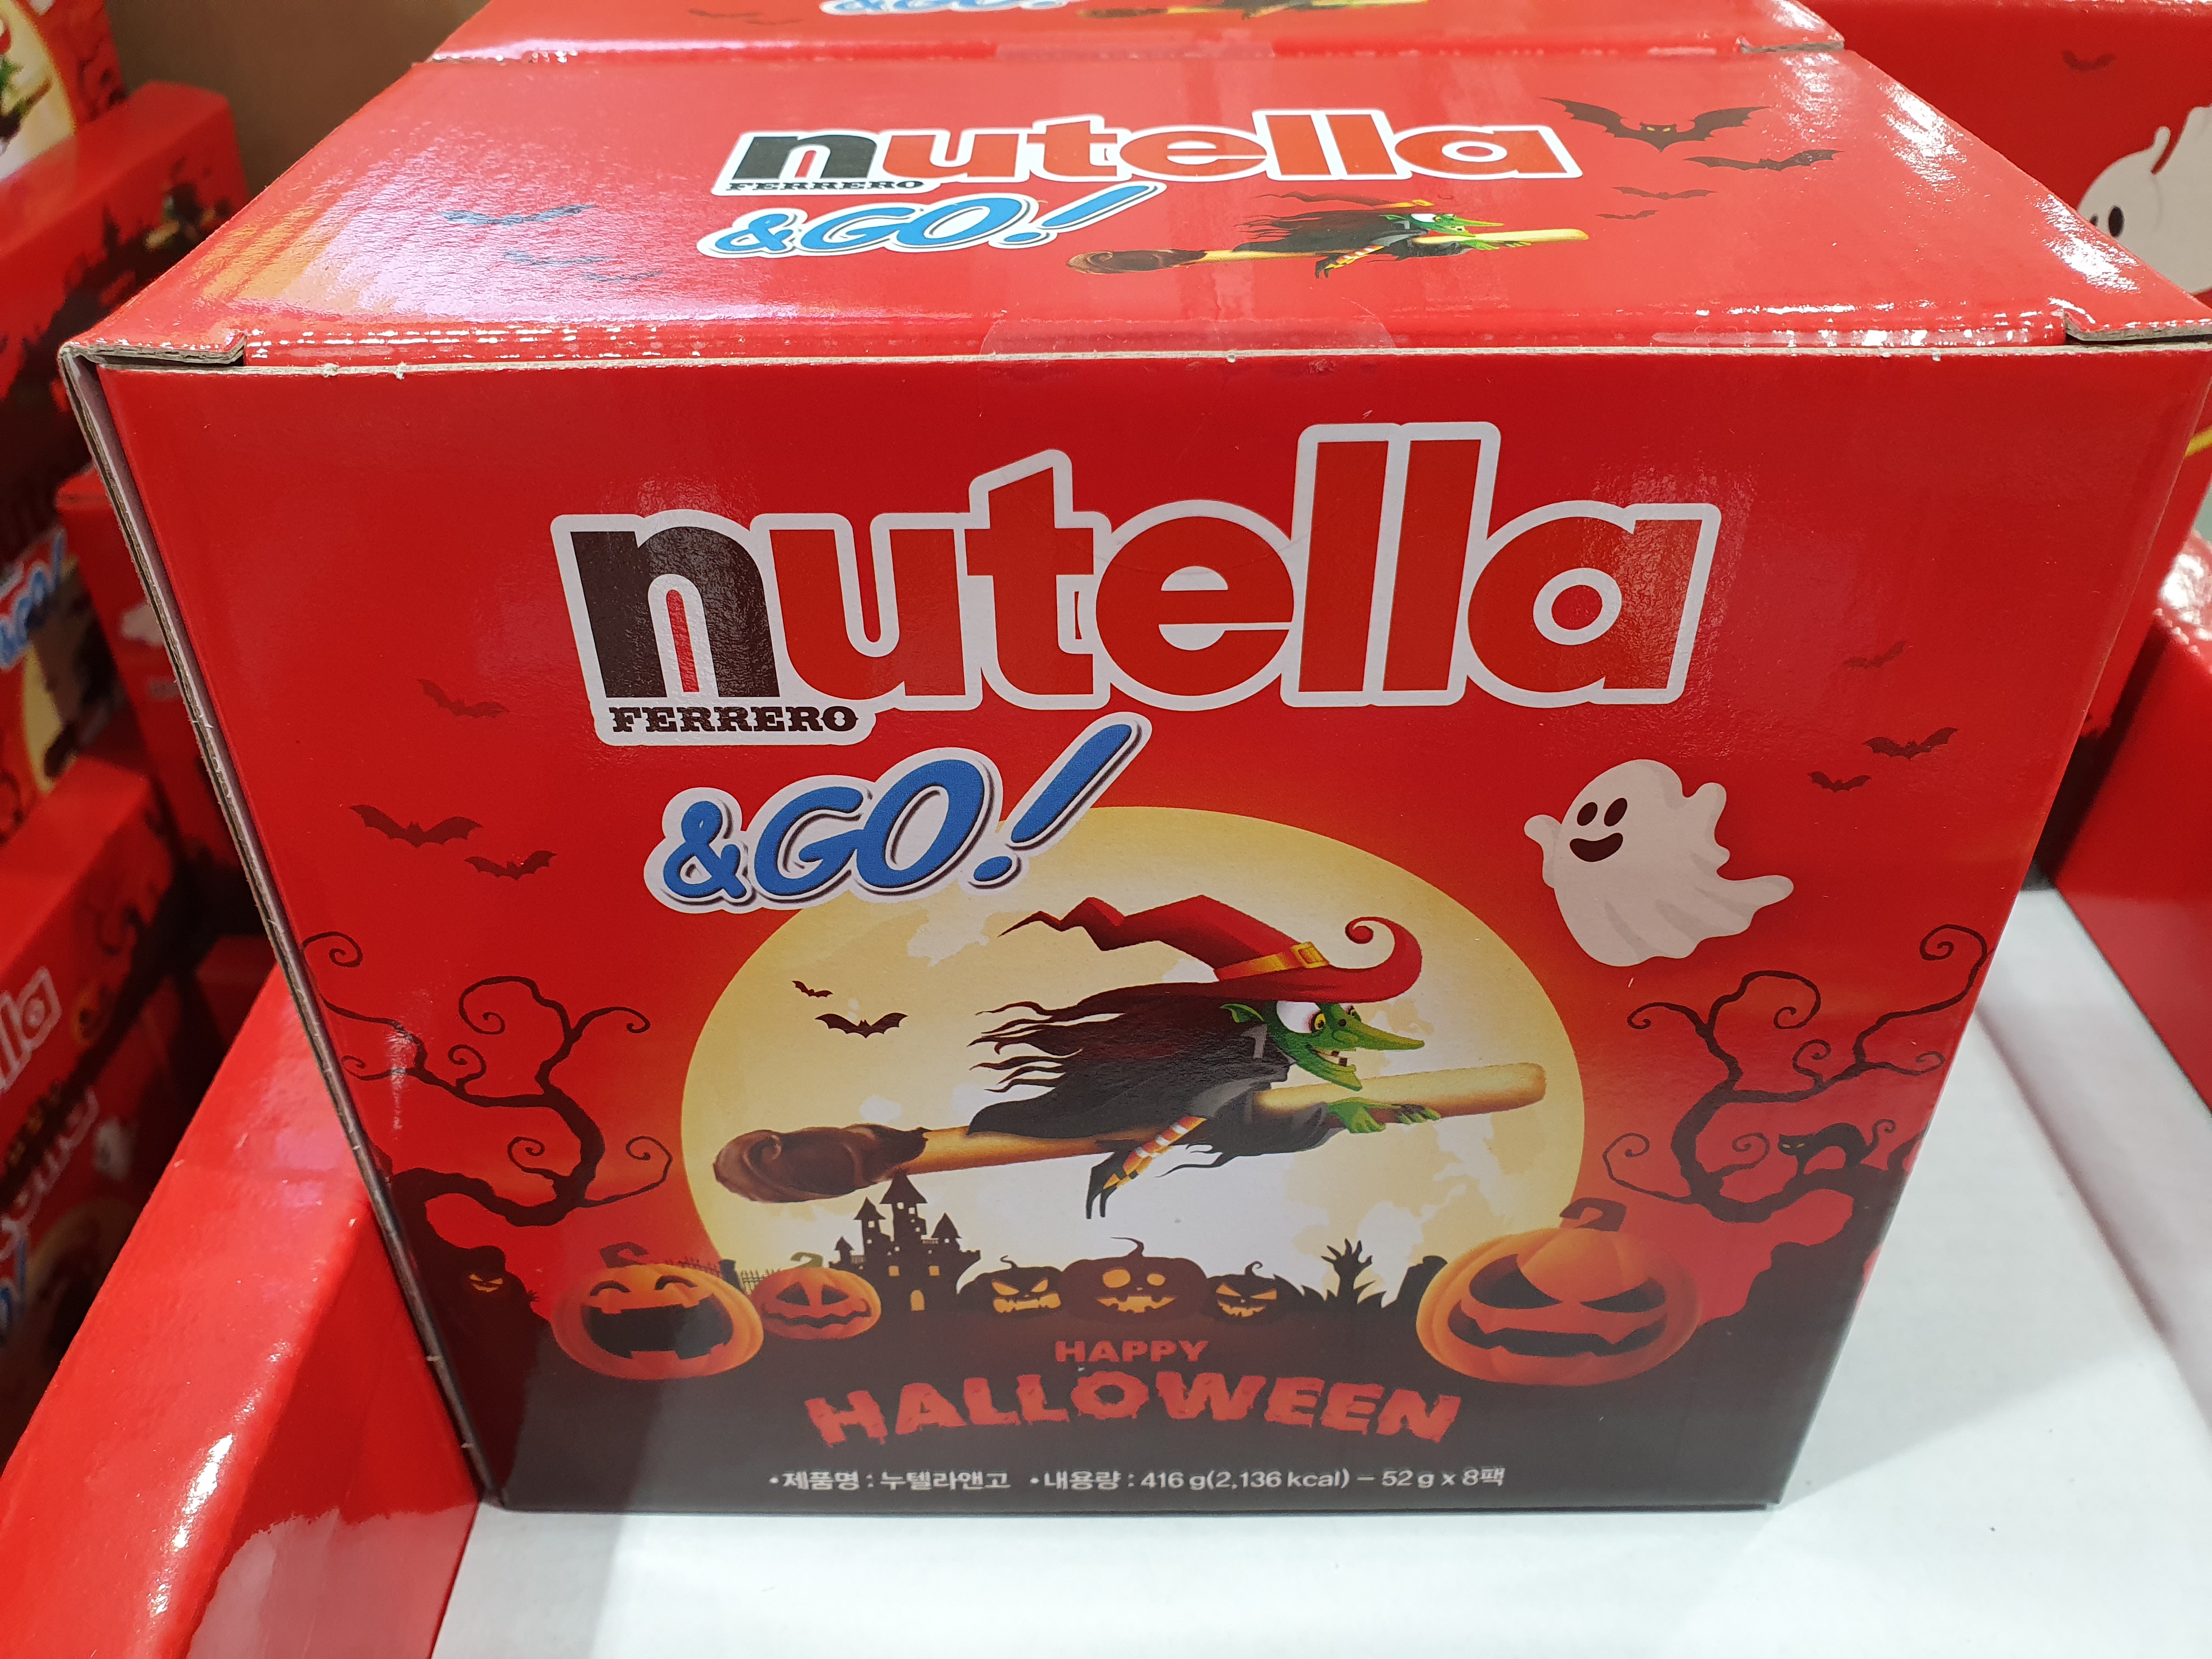 &GO!
nutella
FERRERO
&GO!
nutella
FERRERO
&GO!
HAPPY
HALLOWEEN
•제품명 : 누텔라앤고 •내용량 : 416 g(2,136 kcal) – 52 g x 8팩